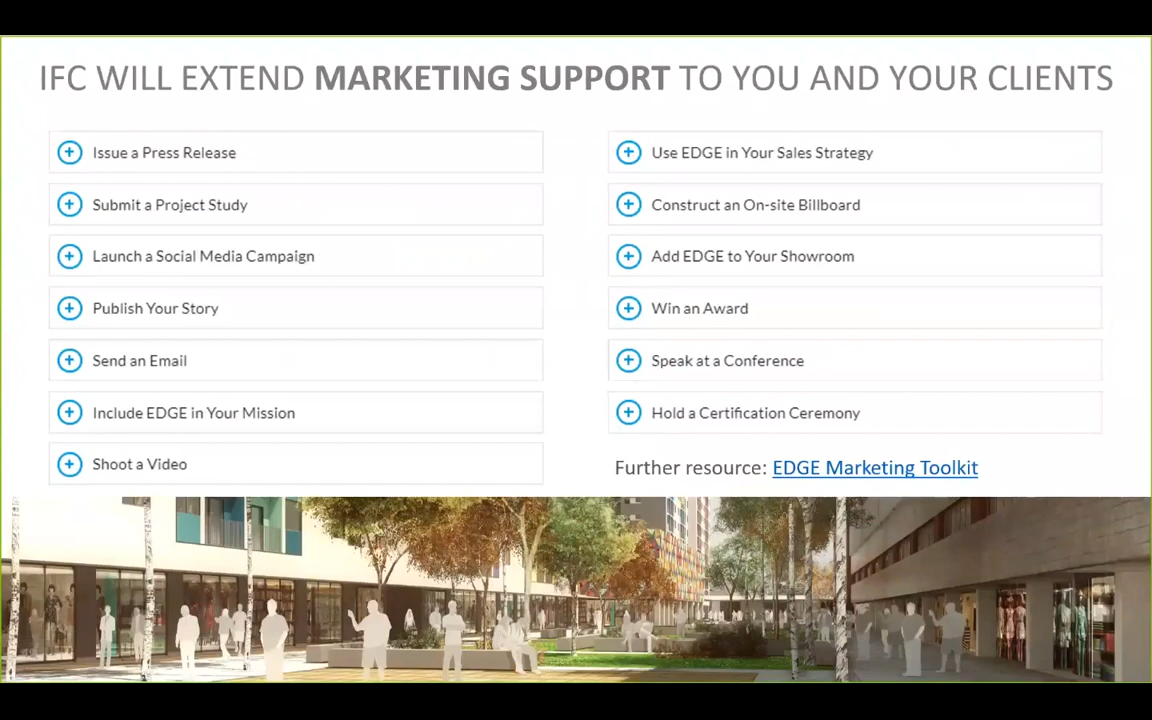 IFC WILL EXTEND MARKETING SUPPORT TO YOU AND YOUR CLIENTS
Issue a Press Release
Submit a Project Study
Launch a Social Media Campaign
Publish Your Story
Send an Email
Include EDGE in Your Mission
Shoot a Video
Use EDGE in Your Sales Strategy
Construct an On-site Billboard
Add EDGE to Your Showroom
Win an Award
Speak at a Conference
Hold a Certification Ceremony
Further resource: EDGE Marketing Toolkit